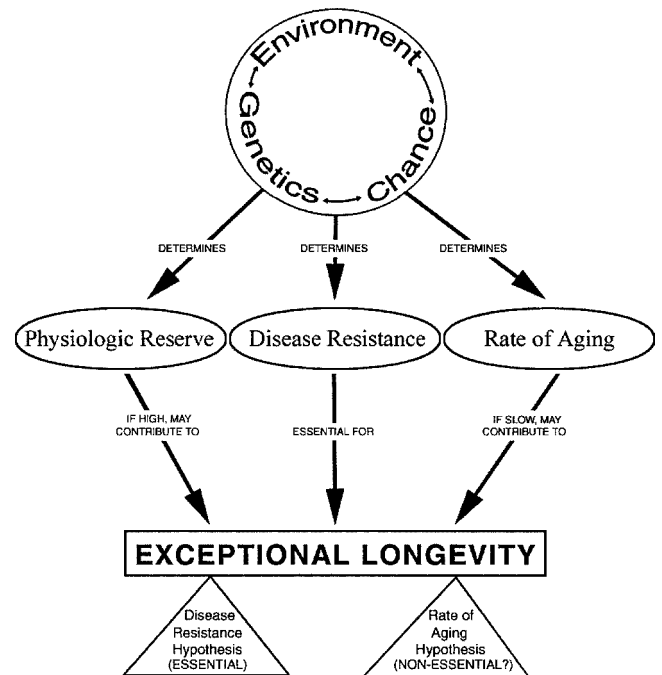 Environment
Genetics
Chance
DETERMINES
DETERMINES
DETERMINES
Physiologic Reserve
Disease Resistance
Rate of Aging
IF HIGH, MAY
CONTRIBUTE TO
ESSENTIAL FOR
IF SLOW, MAY
CONTRIBUTE TO
EXCEPTIONAL LONGEVITY
Disease
Resistance
Hypothesis
(ESSENTIAL)
Rate of
Aging
Hypothesis
(NON-ESSENTIAL?)